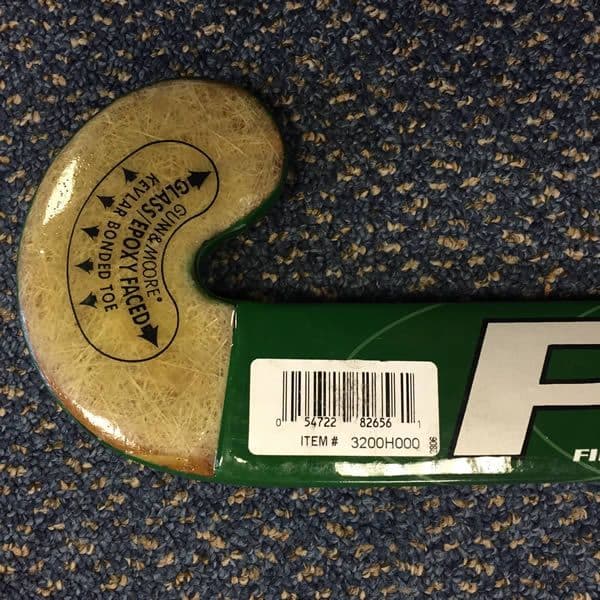 GUNN & MOORE®
GLASS/EPOXY FACED
KEVLAR BONDED TOE
0 54722 82656 1
ITEM # 3200H000